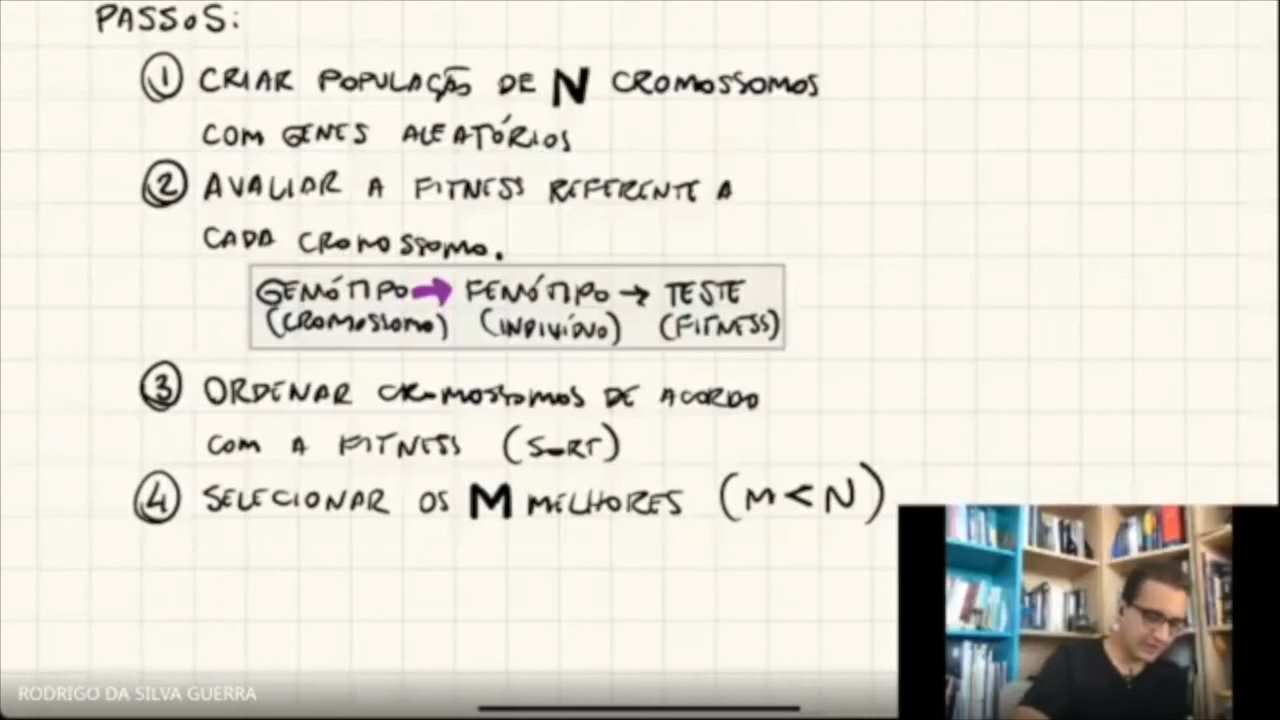 PASSOS:
① CRIAR POPULAÇÃO DE N CROMOSSOMOS
COM GENES ALEATÓRIOS
② AVALIAR A FITNESS REFERENTE A
CADA CROMOSSOMO.
GENÓTIPO → FENÓTIPO → TESTE
(CROMOSSOMO) (INDIVÍDUO) (FITNESS)
③ ORDENAR CROMOSSOMOS DE ACORDO
COM A FITNESS (SORT)
④ SELECIONAR OS M MELHORES (M < N)
RODRIGO DA SILVA GUERRA